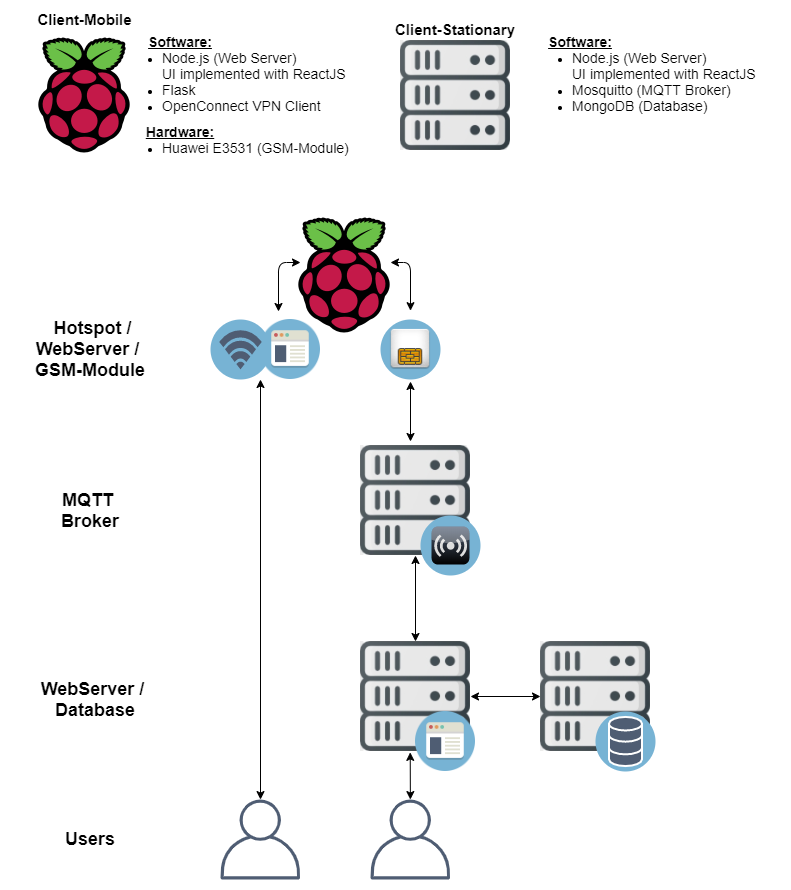 Client-Mobile
Software:
Node.js (Web Server)
UI implemented with ReactJS
Flask
OpenConnect VPN Client
Hardware:
Huawei E3531 (GSM-Module)
Client-Stationary
Software:
Node.js (Web Server)
UI implemented with ReactJS
Mosquitto (MQTT Broker)
MongoDB (Database)
Hotspot /
WebServer /
GSM-Module
MQTT
Broker
WebServer /
Database
Users